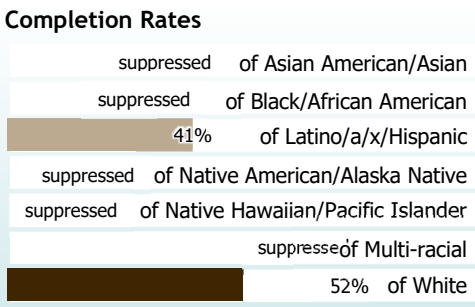 Completion Rates
suppressed of Asian American/Asian
suppressed of Black/African American
41% of Latino/a/x/Hispanic
suppressed of Native American/Alaska Native
suppressed of Native Hawaiian/Pacific Islander
suppresse of Multi-racial
52% of White